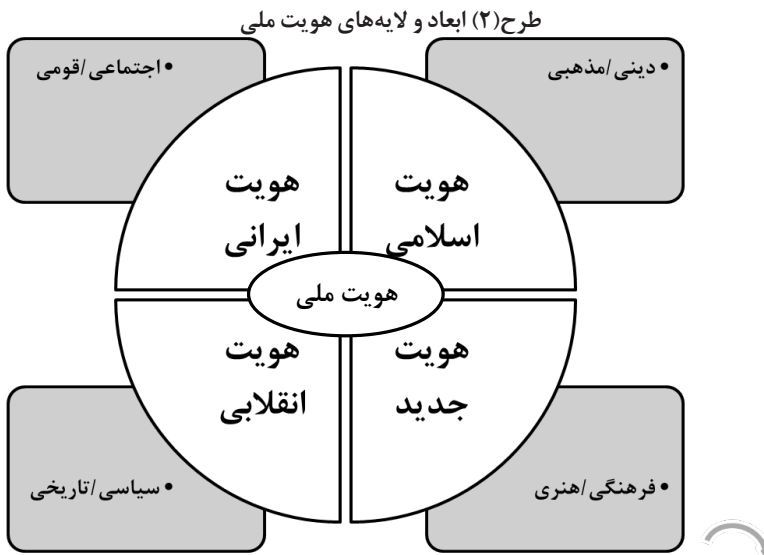 طرح(۲) ابعاد و لایه‌های هویت ملی
• دینی/مذهبی
• اجتماعی/قومی
هویت
اسلامی
هویت
ایرانی
هویت ملی
هویت
جدید
هویت
انقلابی
• فرهنگی/هنری
• سیاسی/تاریخی